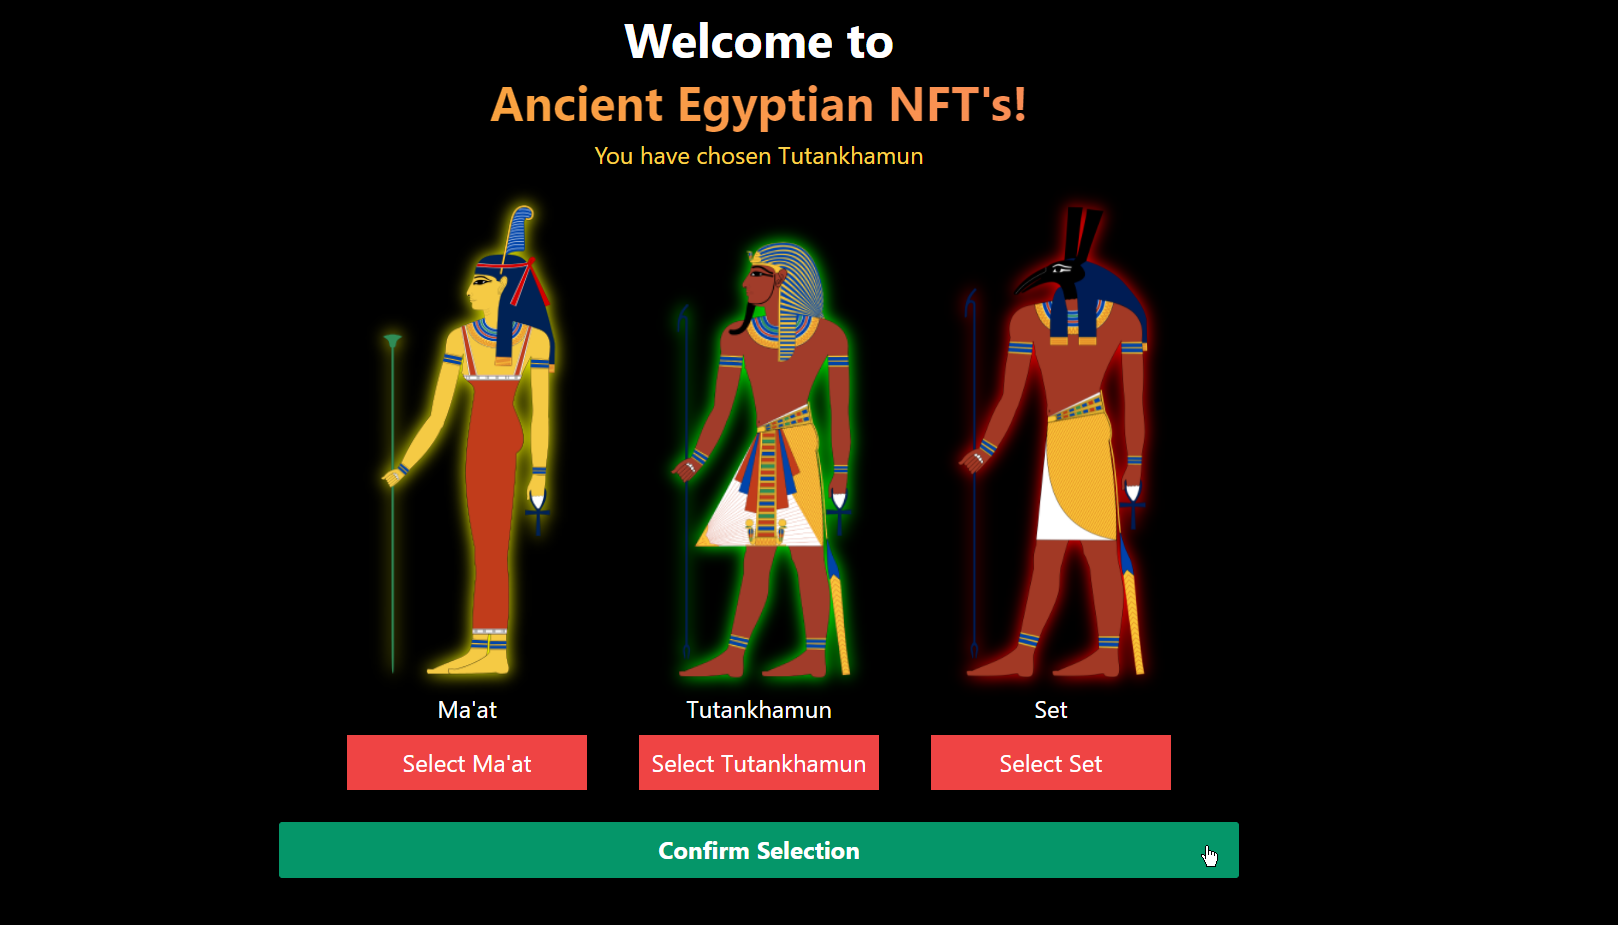 Welcome to
Ancient Egyptian NFT's!
You have chosen Tutankhamun
Ma'at
Tutankhamun
Set
Select Ma'at
Select Tutankhamun
Select Set
Confirm Selection